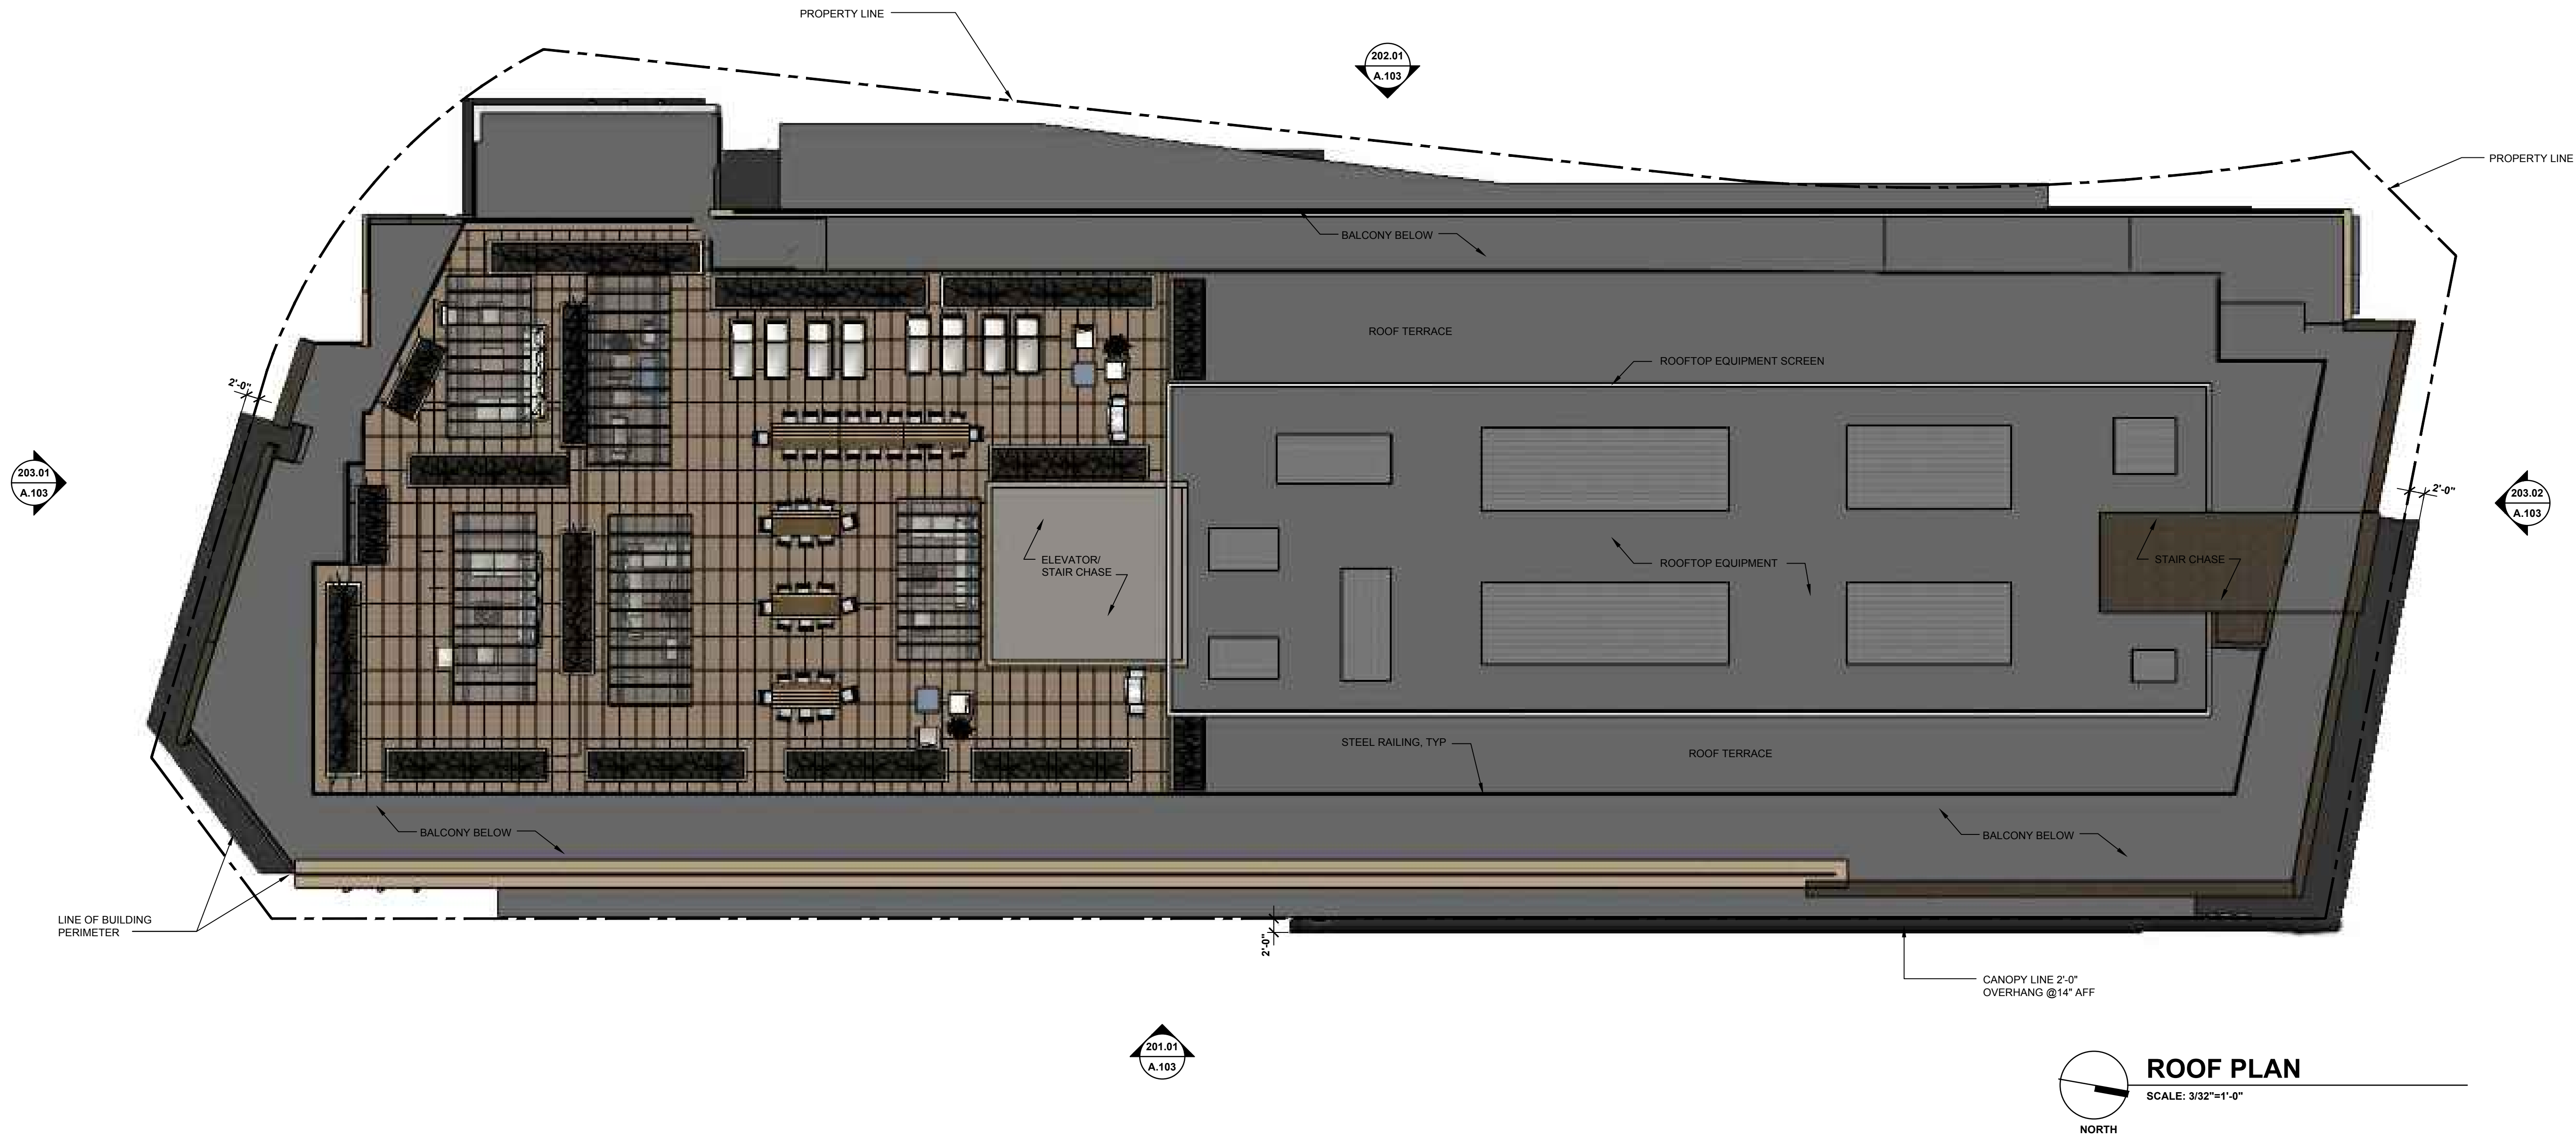 PROPERTY LINE
202.01
A.103
PROPERTY LINE
BALCONY BELOW
ROOF TERRACE
ROOFTOP EQUIPMENT SCREEN
2'-0"
203.01
A.103
2'-0"
203.02
A.103
ELEVATOR/
STAIR CHASE
ROOFTOP EQUIPMENT
STAIR CHASE
STEEL RAILING, TYP
ROOF TERRACE
BALCONY BELOW
BALCONY BELOW
LINE OF BUILDING
PERIMETER
2'-0"
CANOPY LINE 2'-0"
OVERHANG @14" AFF
201.01
A.103
ROOF PLAN
SCALE: 3/32"=1'-0"
NORTH